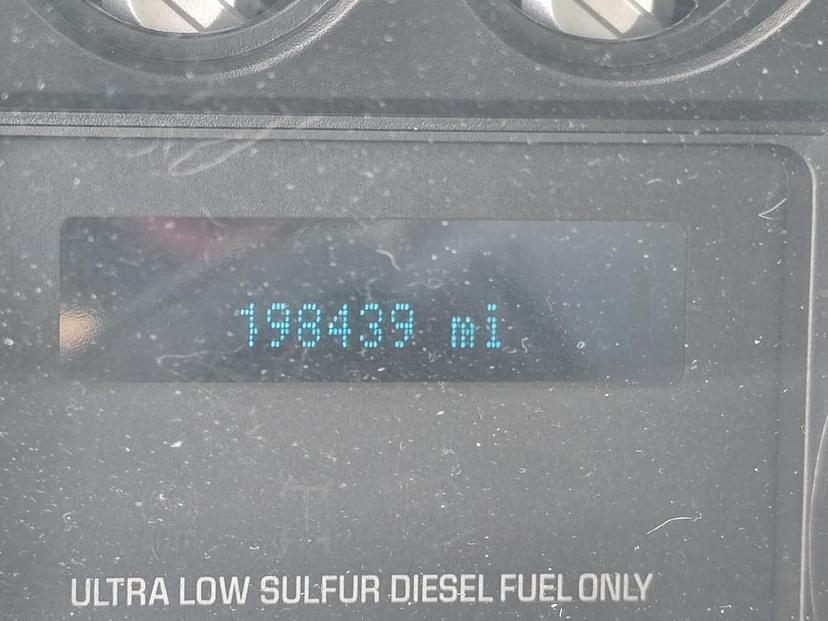 198439 mi
ULTRA LOW SULFUR DIESEL FUEL ONLY